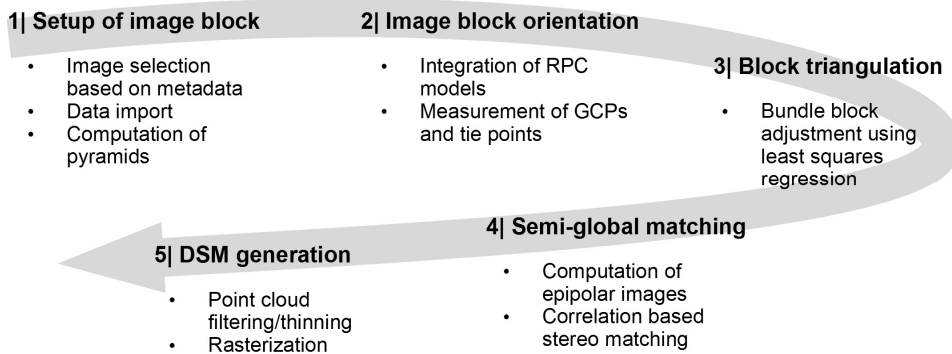 1| Setup of image block
• Image selection
based on metadata
• Data import
• Computation of
pyramids
2| Image block orientation
• Integration of RPC
models
• Measurement of GCPs
and tie points
3| Block triangulation
• Bundle block
adjustment using
least squares
regression
4| Semi-global matching
• Computation of
epipolar images
• Correlation based
stereo matching
5| DSM generation
• Point cloud
filtering/thinning
• Rasterization